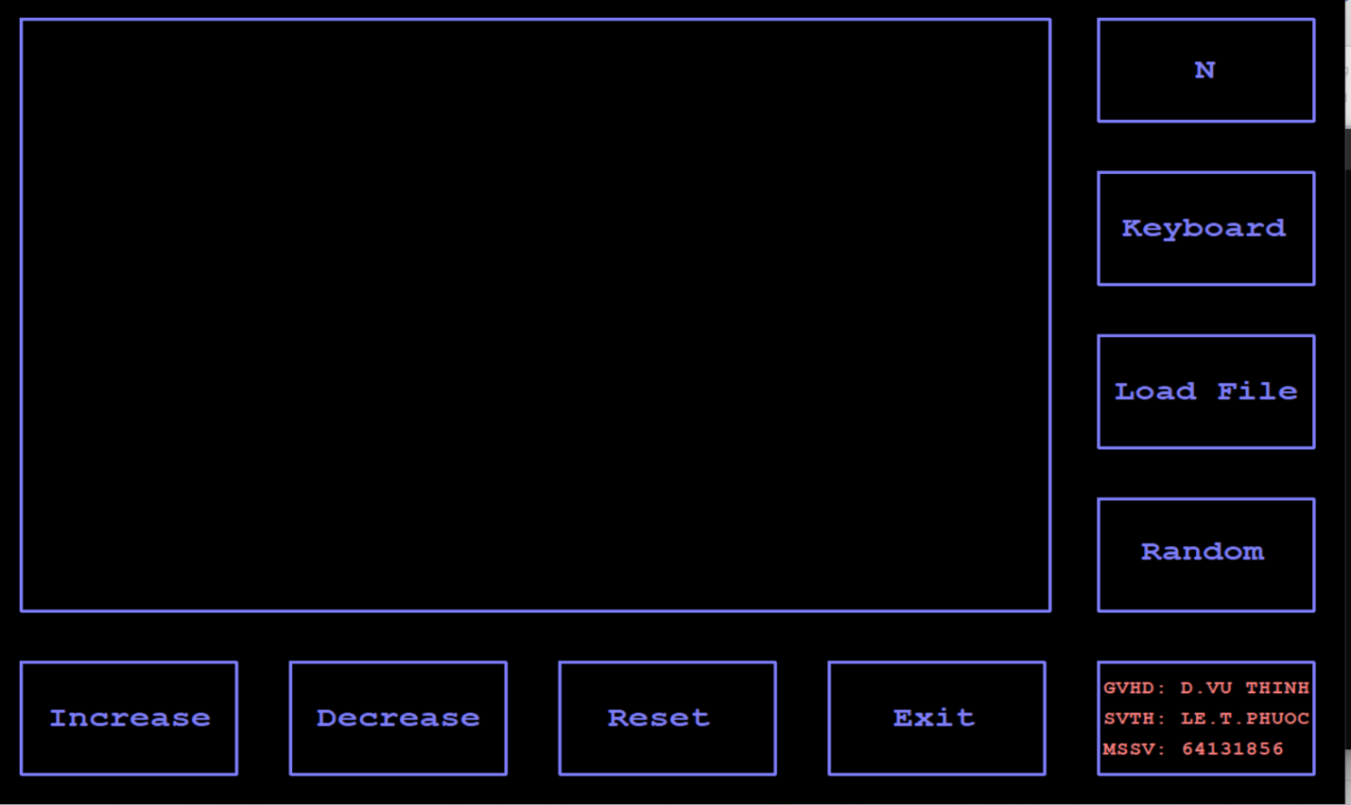 N
Keyboard
Load File
Random
Increase
Decrease
Reset
Exit
GVHD: D.VU THINH
SVTH: LE.T.PHUOC
MSSV: 64131856